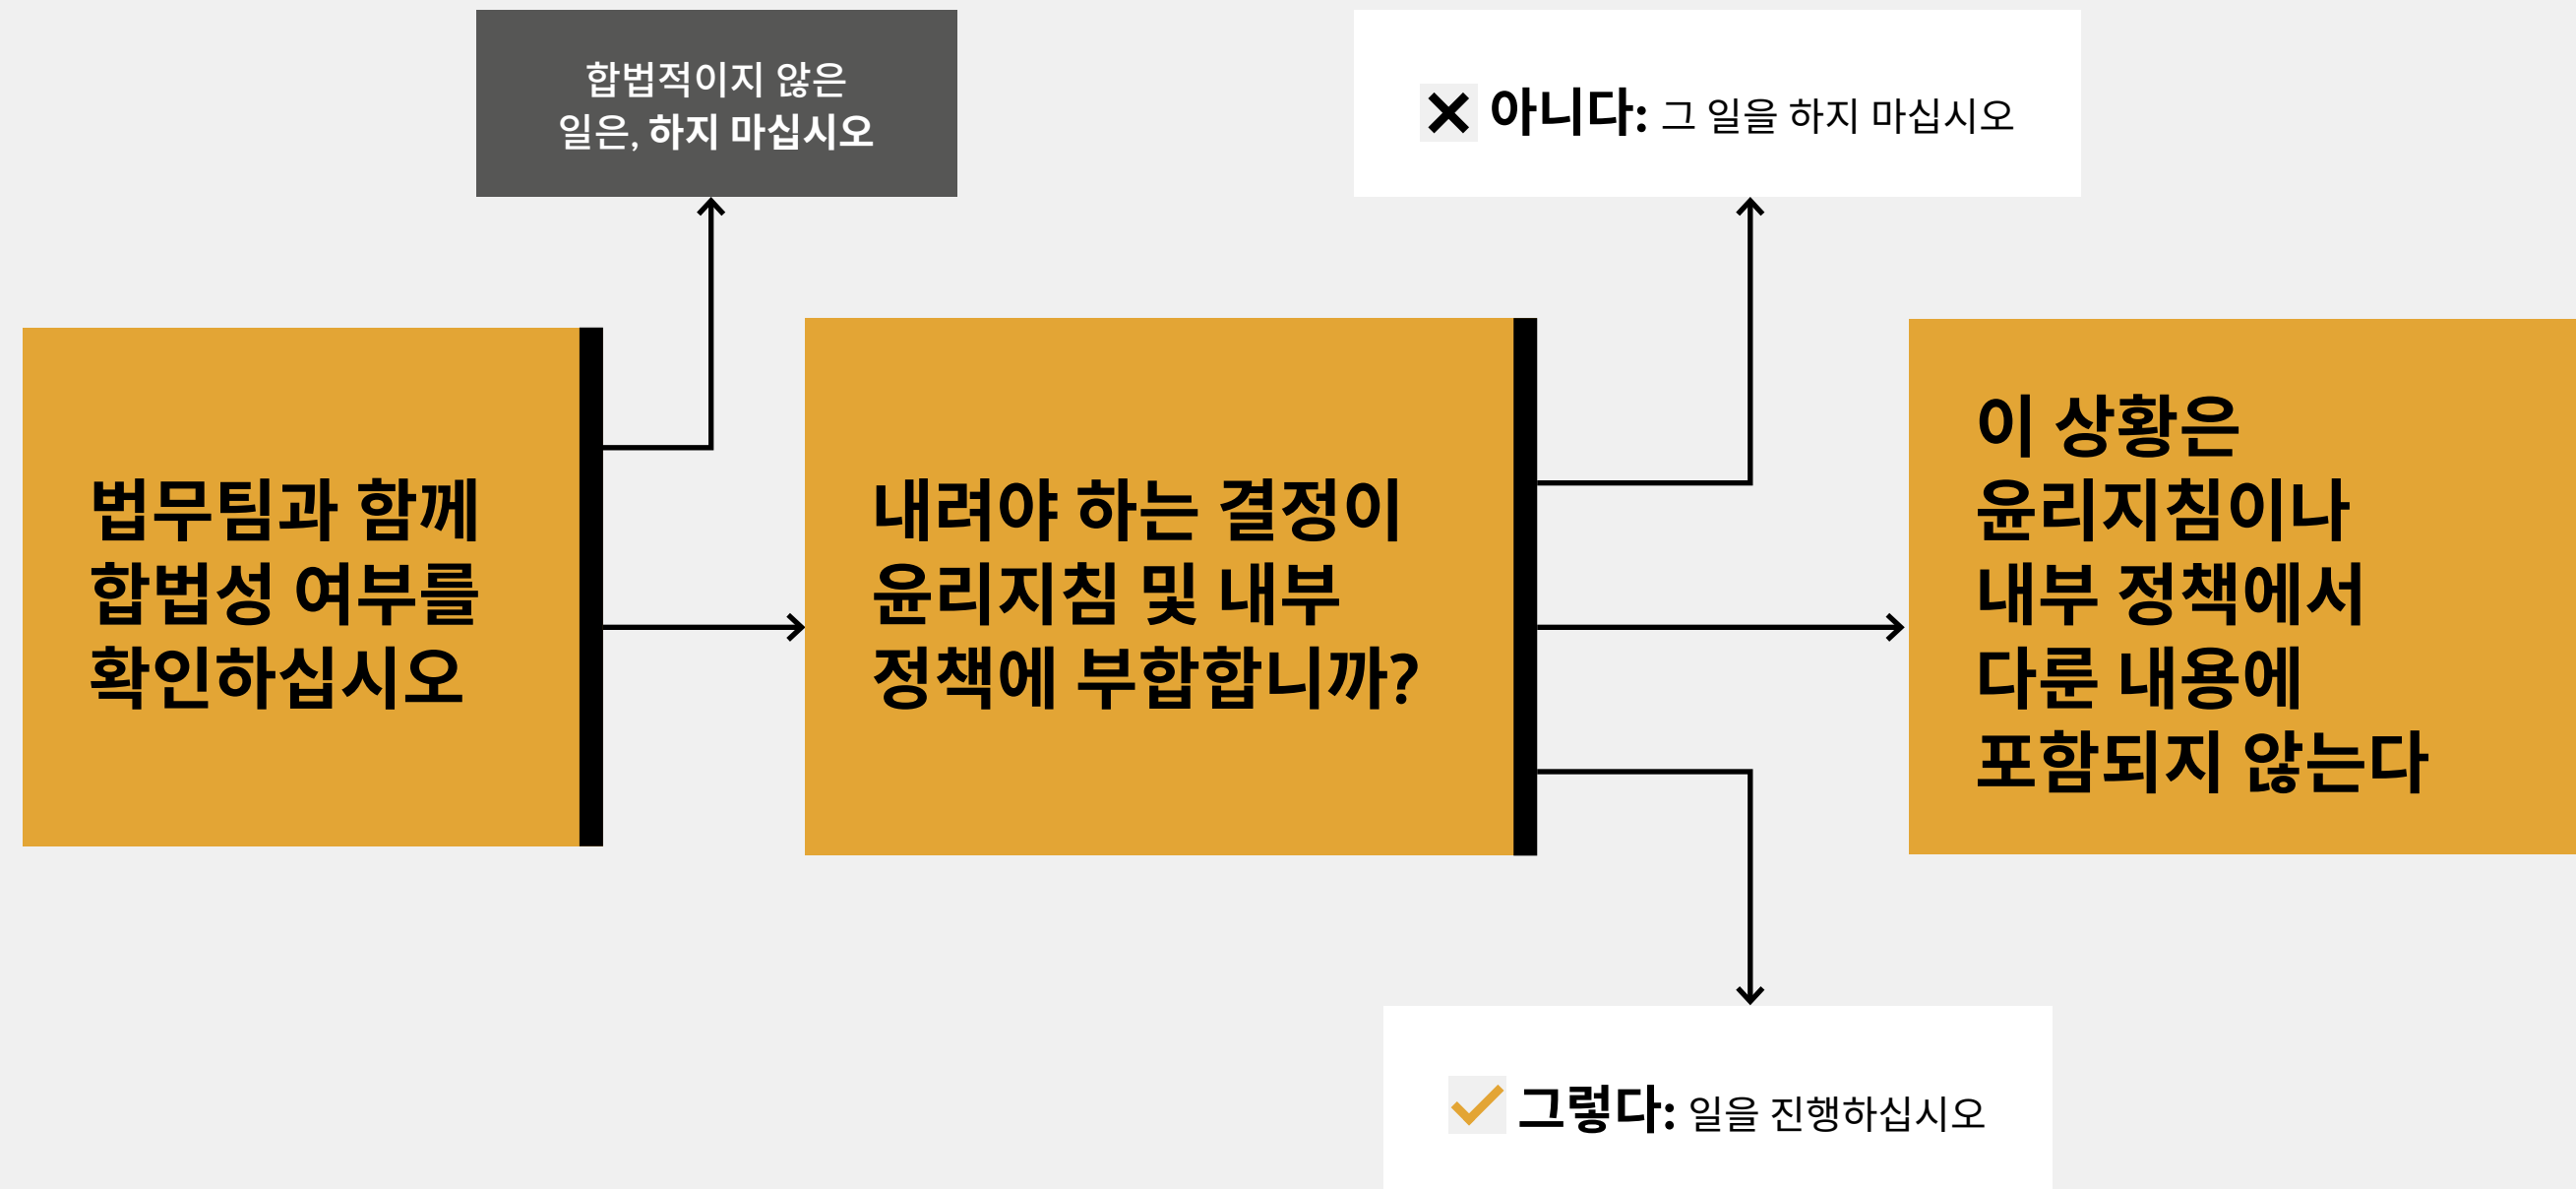 합법적이지 않은
일은, 하지 마십시오
아니다: 그 일을 하지 마십시오
법무팀과 함께
합법성 여부를
확인하십시오
내려야 하는 결정이
윤리지침 및 내부
정책에 부합합니까?
이 상황은
윤리지침이나
내부 정책에서
다룬 내용에
포함되지 않는다
그렇다: 일을 진행하십시오